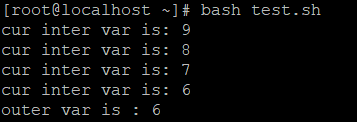 [root@localhost ~]# bash test.sh
cur inter var is: 9
cur inter var is: 8
cur inter var is: 7
cur inter var is: 6
outer var is : 6